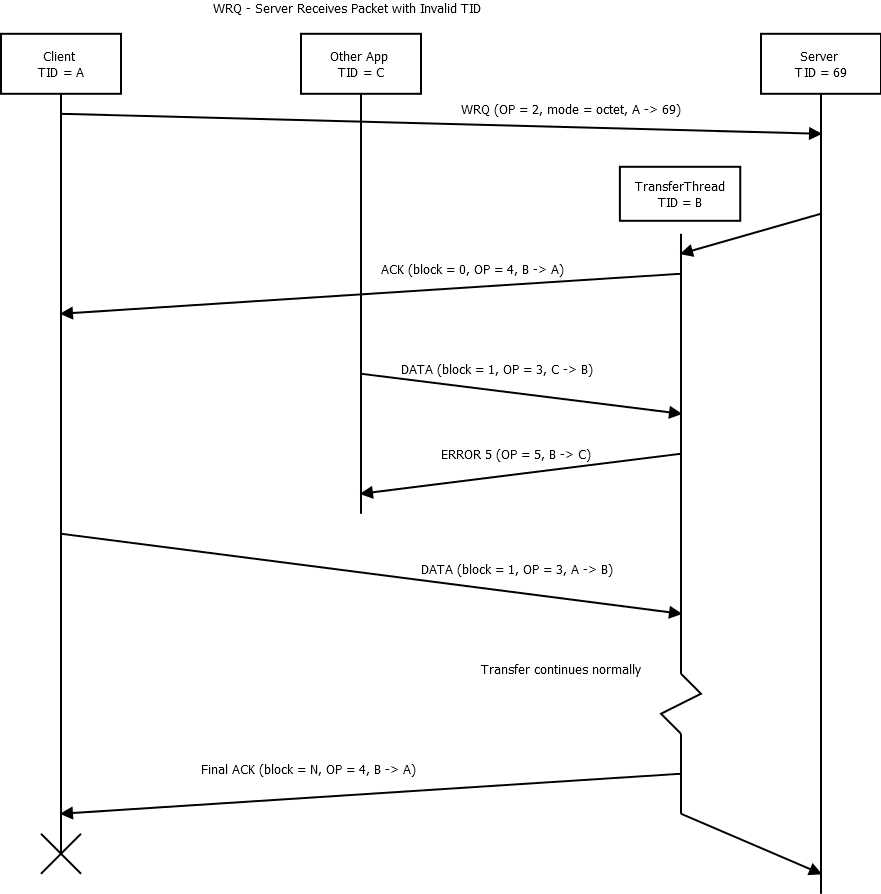 WRQ - Server Receives Packet with Invalid TID
Client
TID = A
Other App
TID = C
Server
TID = 69
WRQ (OP = 2, mode = octet, A -> 69)
TransferThread
TID = B
ACK (block = 0, OP = 4, B -> A)
DATA (block = 1, OP = 3, C -> B)
ERROR 5 (OP = 5, B -> C)
DATA (block = 1, OP = 3, A -> B)
Transfer continues normally
Final ACK (block = N, OP = 4, B -> A)